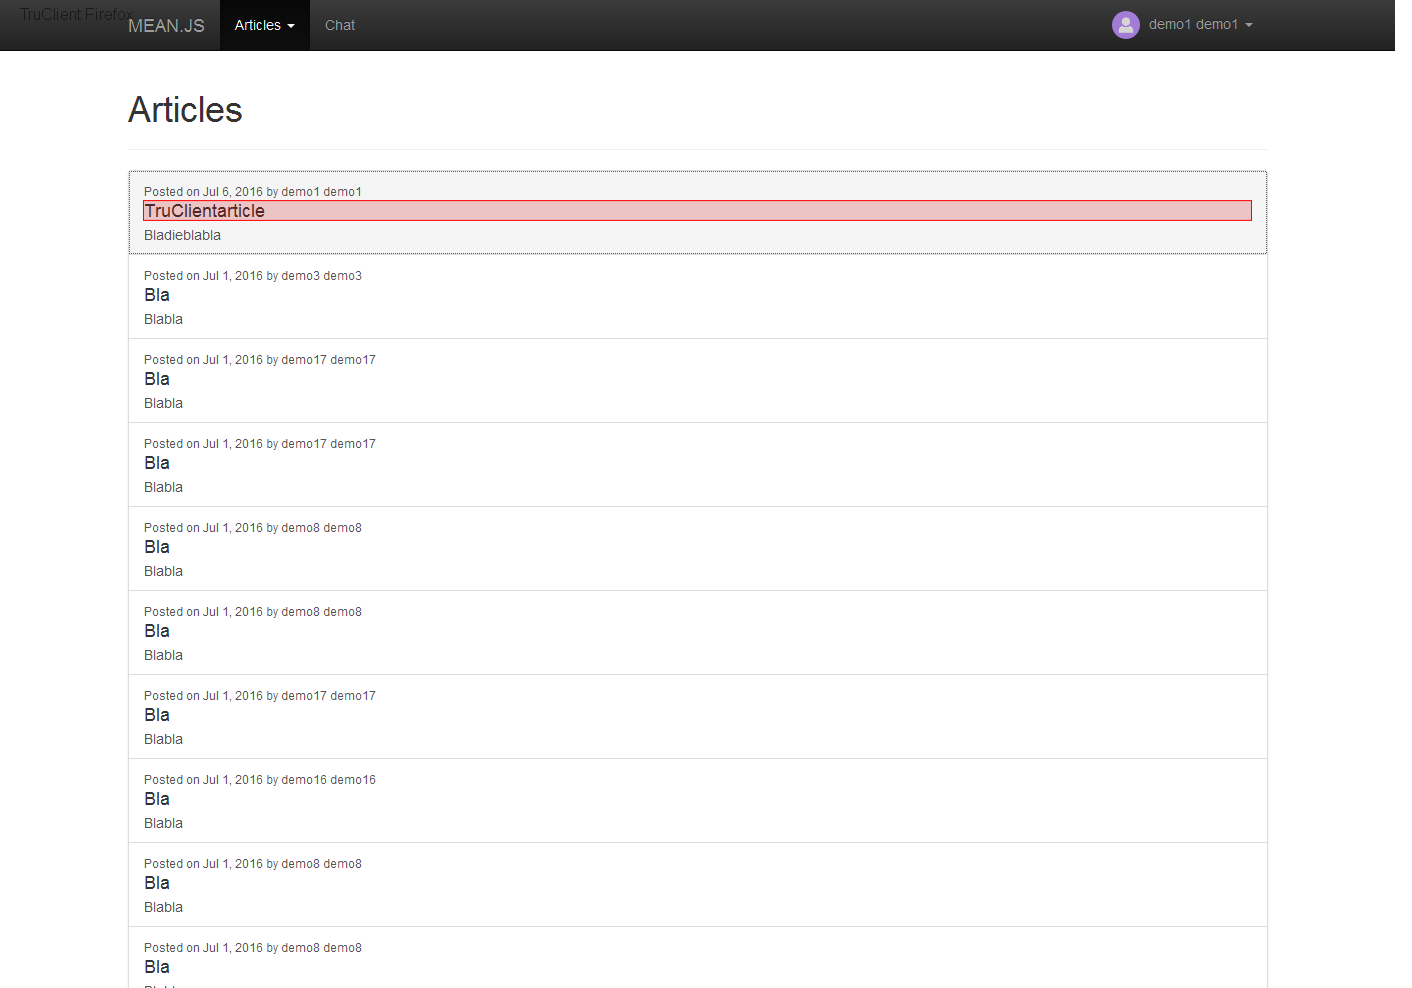 TruClient Firefox
MEAN.JS Articles Chat demo1 demo1
Articles
Posted on Jul 6, 2016 by demo1 demo1
TruClientarticle
Bladieblabla
Posted on Jul 1, 2016 by demo3 demo3
Bla
Blabla
Posted on Jul 1, 2016 by demo17 demo17
Bla
Blabla
Posted on Jul 1, 2016 by demo17 demo17
Bla
Blabla
Posted on Jul 1, 2016 by demo8 demo8
Bla
Blabla
Posted on Jul 1, 2016 by demo8 demo8
Bla
Blabla
Posted on Jul 1, 2016 by demo17 demo17
Bla
Blabla
Posted on Jul 1, 2016 by demo16 demo16
Bla
Blabla
Posted on Jul 1, 2016 by demo8 demo8
Bla
Blabla
Posted on Jul 1, 2016 by demo8 demo8
Bla